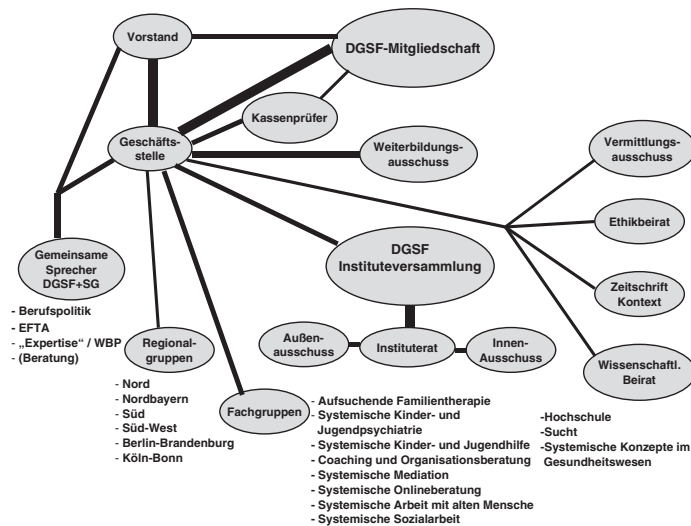 Vorstand
DGSF-Mitgliedschaft
Kassenprüfer
Geschäfts-
stelle
Weiterbildungs-
ausschuss
Vermittlungs-
ausschuss
Ethikbeirat
Gemeinsame
Sprecher
DGSF+SG
- Berufspolitik
- EFTA
- „Expertise“ / WBP
- (Beratung)
DGSF
Instituteversammlung
Zeitschrift
Kontext
Regional-
gruppen
- Nord
- Nordbayern
- Süd
- Süd-West
- Berlin-Brandenburg
- Köln-Bonn
Außen-
ausschuss
Instituterat
Innen-
Ausschuss
Wissenschaftl.
Beirat
Fachgruppen
- Aufsuchende Familientherapie
- Systemische Kinder- und
Jugendpsychiatrie
- Systemische Kinder- und Jugendhilfe
- Coaching und Organisationsberatung
- Systemische Mediation
- Systemische Onlineberatung
- Systemische Arbeit mit alten Mensche
- Systemische Sozialarbeit
-Hochschule
-Sucht
-Systemische Konzepte im
Gesundheitswesen